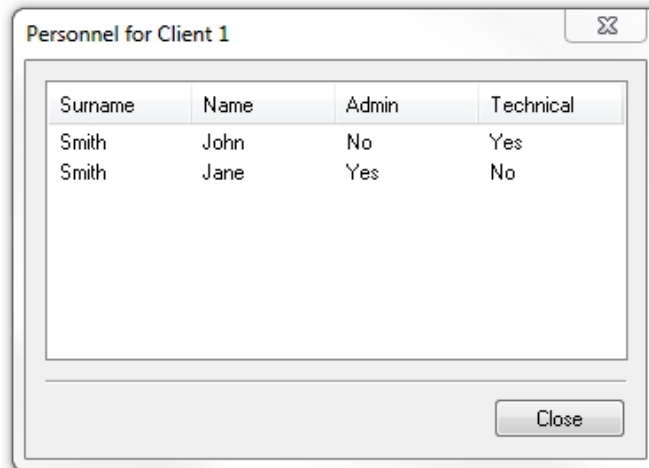 Personnel for Client 1
Surname Name Admin Technical
Smith John No Yes
Smith Jane Yes No
Close